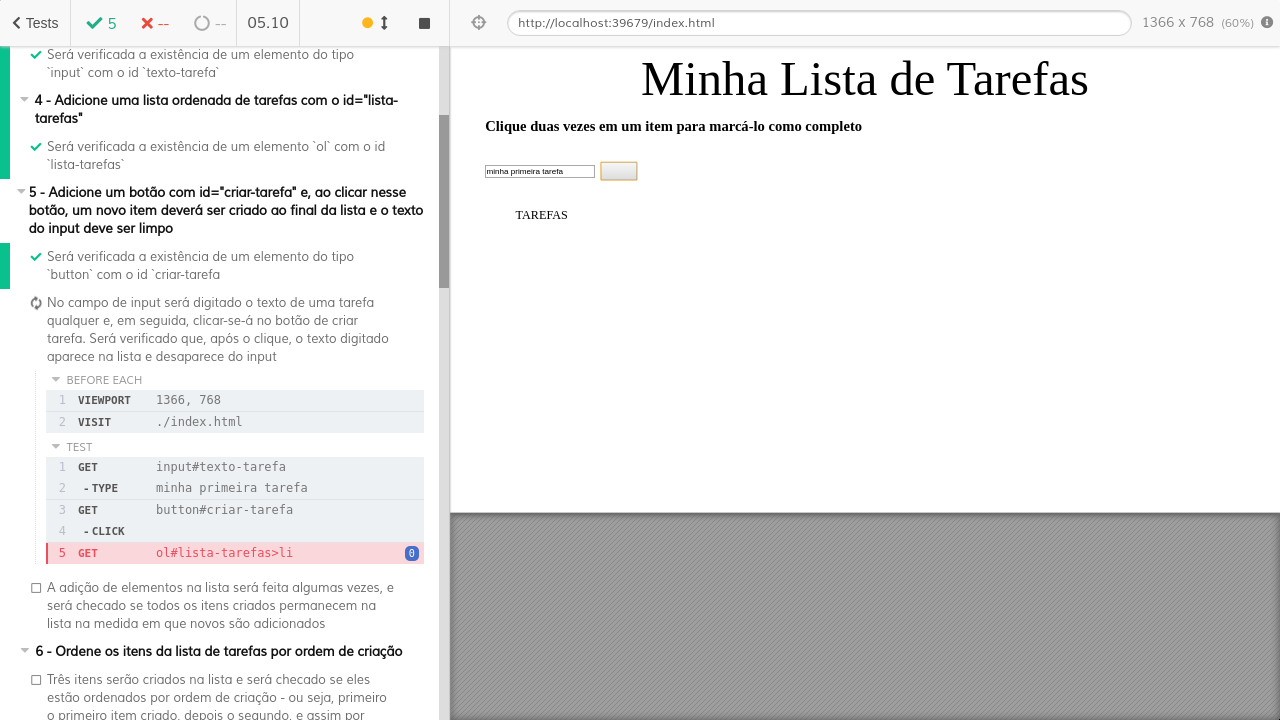 Tests
5
--
--
05.10
http://localhost:39679/index.html
1366 x 768 (60%)
Será verificada a existência de um elemento do tipo
`input` com o id `texto-tarefa`
4 - Adicione uma lista ordenada de tarefas com o id="lista-
tarefas"
Será verificado a existência de um elemento `ol` com o id
`lista-tarefas`
5 - Adicione um botão com id="criar-tarefa" e, ao clicar nesse
botão, um novo item deverá ser criado ao final da lista e o texto
do input deve ser limpo
Será verificada a existência de um elemento do tipo
`button` com o id `criar-tarefa
No campo de input será digitado o texto de uma tarefa
qualquer e, em seguida, clicar-se-á no botão de criar
tarefa. Será verificado que, após o clique, o texto digitado
aparece na lista e desaparece do input
BEFORE EACH
1 VIEWPORT 1366, 768
2 VISIT ./index.html
TEST
1 GET input#texto-tarefa
2 -TYPE minha primeira tarefa
3 GET button#criar-tarefa
4 -CLICK
5 GET ol#lista-tarefas>li 0
A adição de elementos na lista será feita algumas vezes, e
será checado se todos os itens criados permanecem na
lista na medida em que novos são adicionados
6 - Ordene os itens da lista de tarefas por ordem de criação
Três itens serão criados na lista e será checado se eles
estão ordenados por ordem de criação - ou seja, primeiro
o primeiro item criado, depois o segundo, e assim por
Minha Lista de Tarefas
Clique duas vezes em um item para marcá-lo como completo
minha primeira tarefa
TAREFAS